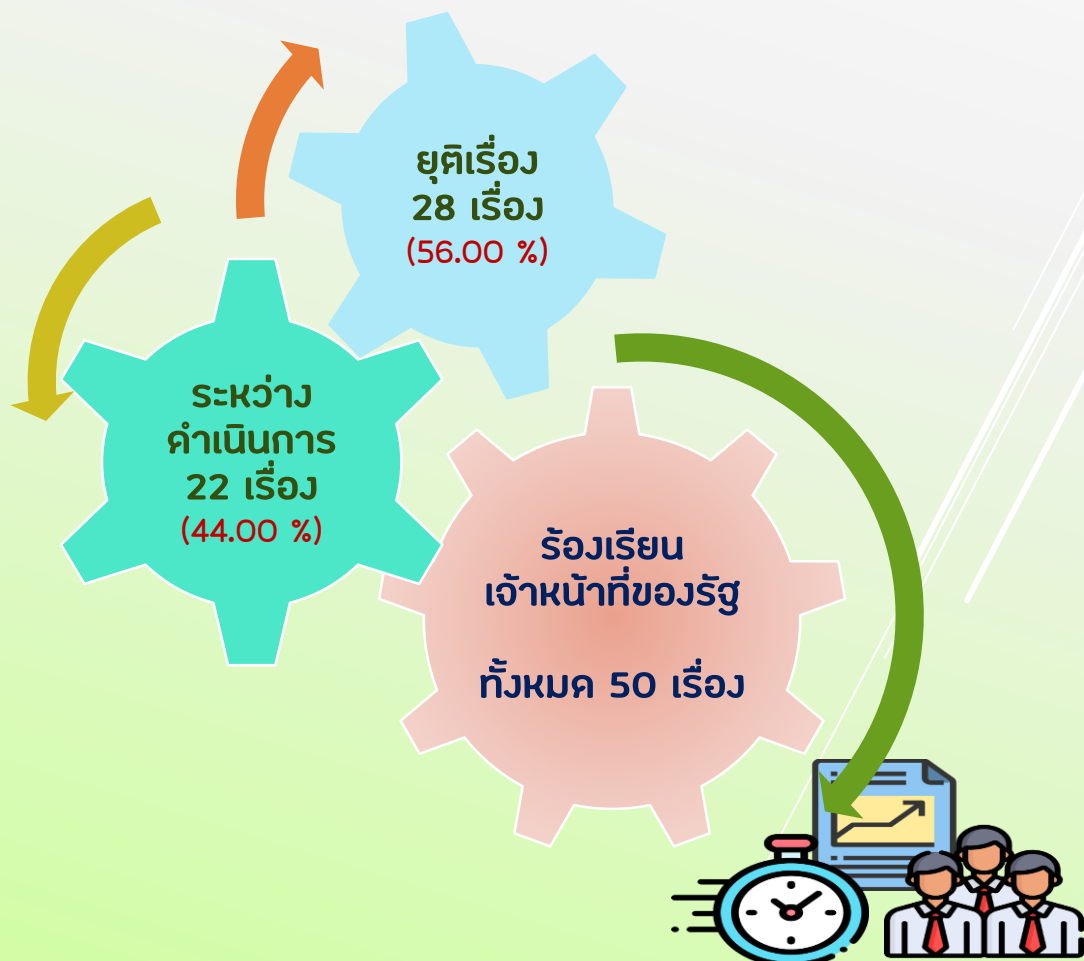 ยุติเรื่อง
28 เรื่อง
(56.00 %)
ระหว่าง
ดำเนินการ
22 เรื่อง
(44.00 %)
ร้องเรียน
เจ้าหน้าที่ของรัฐ
ทั้งหมด 50 เรื่อง